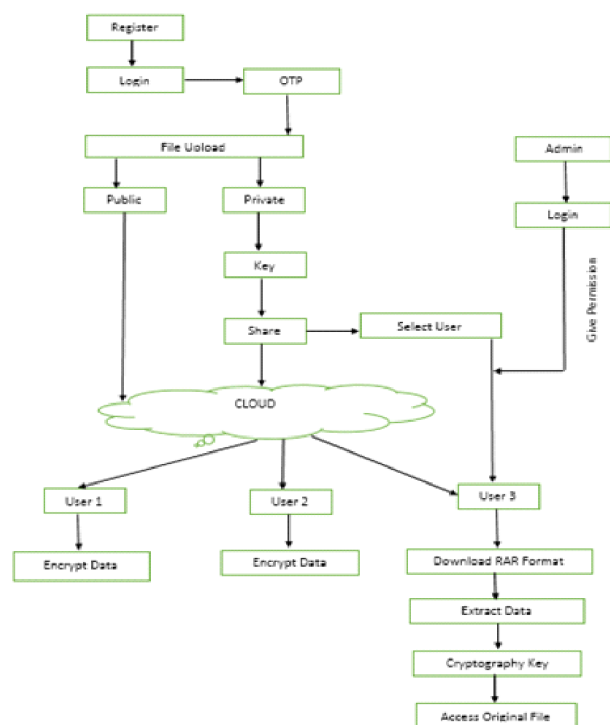 Register
Login
OTP
File Upload
Admin
Public
Private
Login
Key
Give Permission
Share
Select User
CLOUD
User 1
User 2
User 3
Encrypt Data
Encrypt Data
Download RAR Format
Extract Data
Cryptography Key
Access Original File